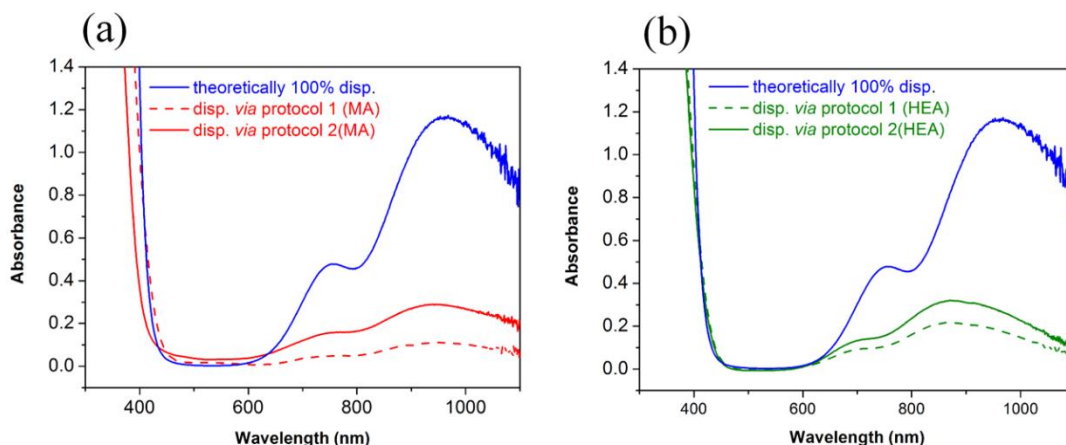 (a)
1.4
1.2
1.0
0.8
0.6
0.4
0.2
0.0
Absorbance
theoretically 100% disp.
disp. via protocol 1 (MA)
disp. via protocol 2(MA)
400 600 800 1000
Wavelength (nm)
(b)
1.4
1.2
1.0
0.8
0.6
0.4
0.2
0.0
Absorbance
theoretically 100% disp.
disp. via protocol 1 (HEA)
disp. via protocol 2(HEA)
400 500 600 700 800 900 1000
Wavelength (nm)